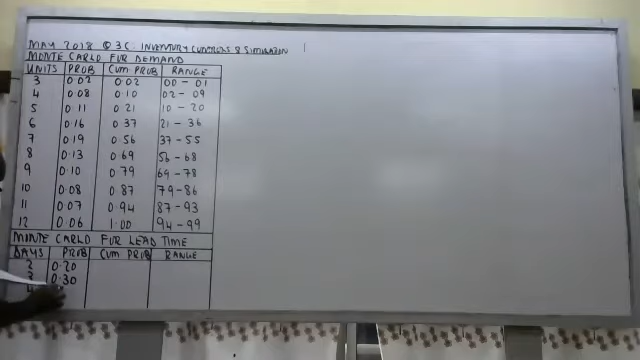 MAY 2018 Q 3C. INVENTORY CONTROLS & SIMULATION
MONTE CARLO FUR DEMAND
UNITS PROB CUM PROB RANGE
3 0.02 0.02 00 - 01
4 0.08 0.10 02 - 09
5 0.11 0.21 10 - 20
6 0.16 0.37 21 - 36
7 0.19 0.56 37 - 55
8 0.13 0.69 56 - 68
9 0.10 0.79 69 - 78
10 0.08 0.87 79 - 86
11 0.07 0.94 87 - 93
12 0.06 1.00 94 - 99
MONTE CARLO FUR LEAD TIME
DAYS PROB CUM PROB RANGE
2 0.20
3 0.30